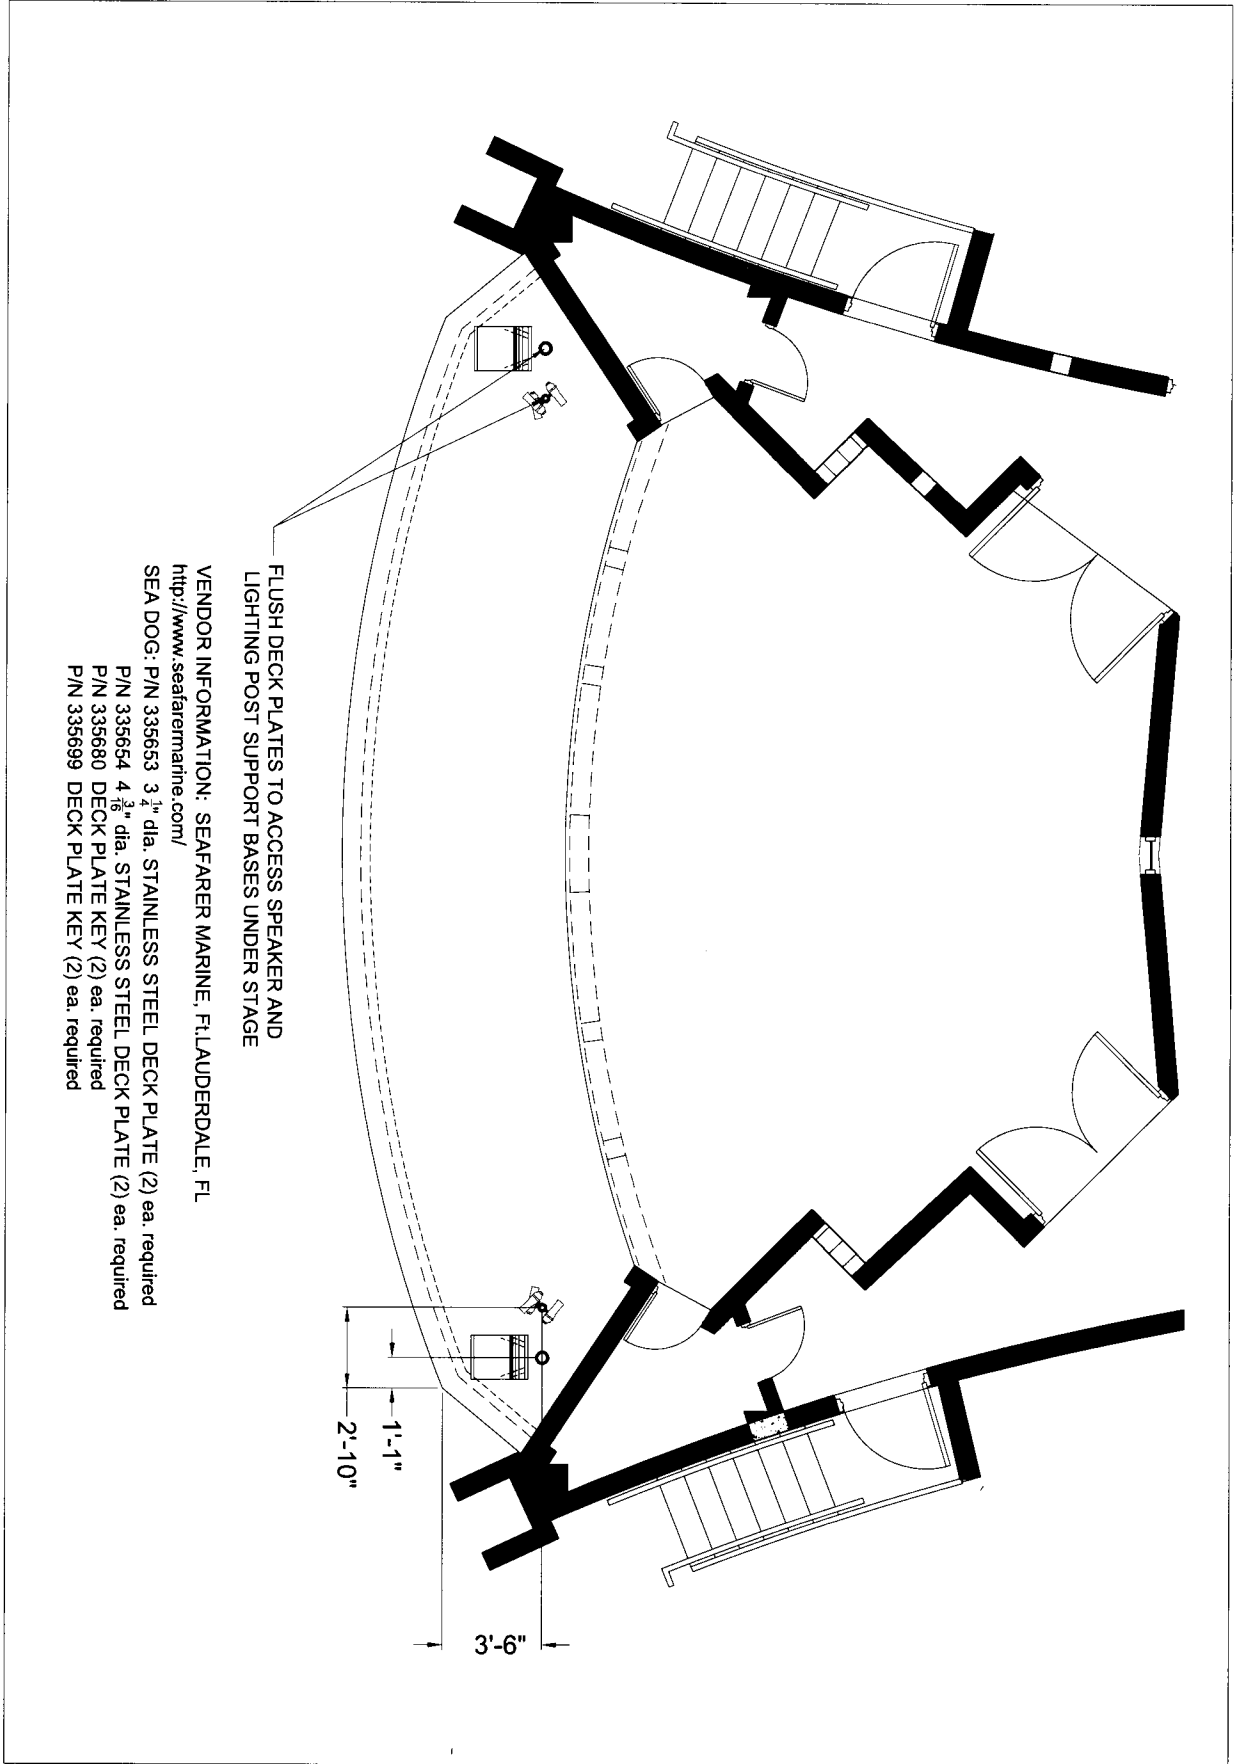 FLUSH DECK PLATES TO ACCESS SPEAKER AND
LIGHTING POST SUPPORT BASES UNDER STAGE
VENDOR INFORMATION: SEAFARER MARINE, Ft.LAUDERDALE, FL
http://www.seafarermarine.com/
SEA DOG: P/N 335653 3 1/4" dia. STAINLESS STEEL DECK PLATE (2) ea. required
P/N 335654 4 3/16" dia. STAINLESS STEEL DECK PLATE (2) ea. required
P/N 335680 DECK PLATE KEY (2) ea. required
P/N 335699 DECK PLATE KEY (2) ea. required
1'-1"
2'-10"
3'-6"